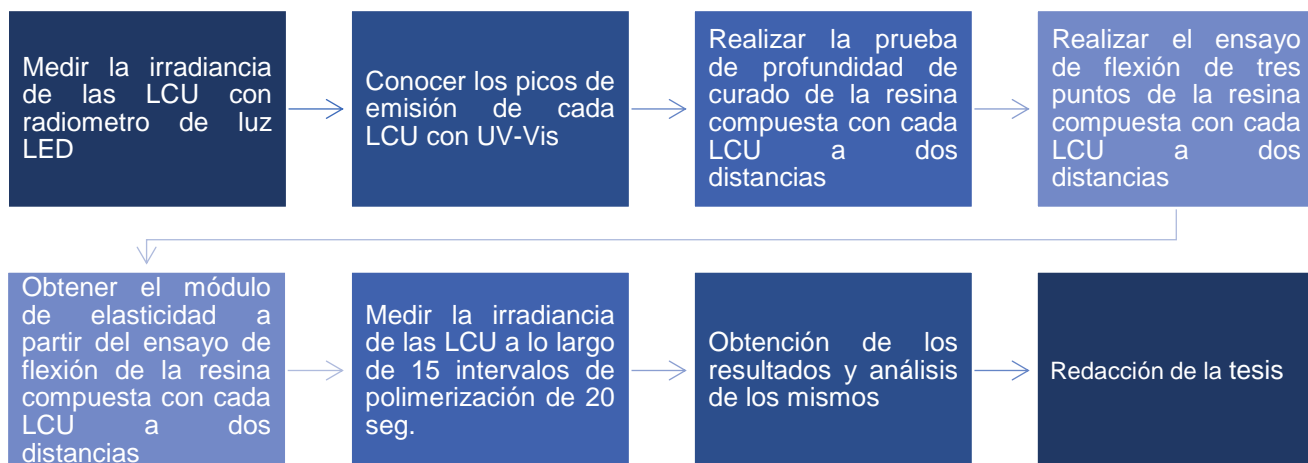 Medir la irradiancia
de las LCU con
radiometro de luz
LED
Conocer los picos de
emisión de cada
LCU con UV-Vis
Realizar la prueba
de profundidad de
curado de la resina
compuesta con cada
LCU a dos
distancias
Realizar el ensayo
de flexión de tres
puntos de la resina
compuesta con cada
LCU a dos
distancias
Obtener el módulo
de elasticidad a
partir del ensayo de
flexión de la resina
compuesta con cada
LCU a dos
distancias
Medir la irradiancia
de las LCU a lo largo
de 15 intervalos de
polimerización de 20
seg.
Obtención de los
resultados y análisis
de los mismos
Redacción de la tesis